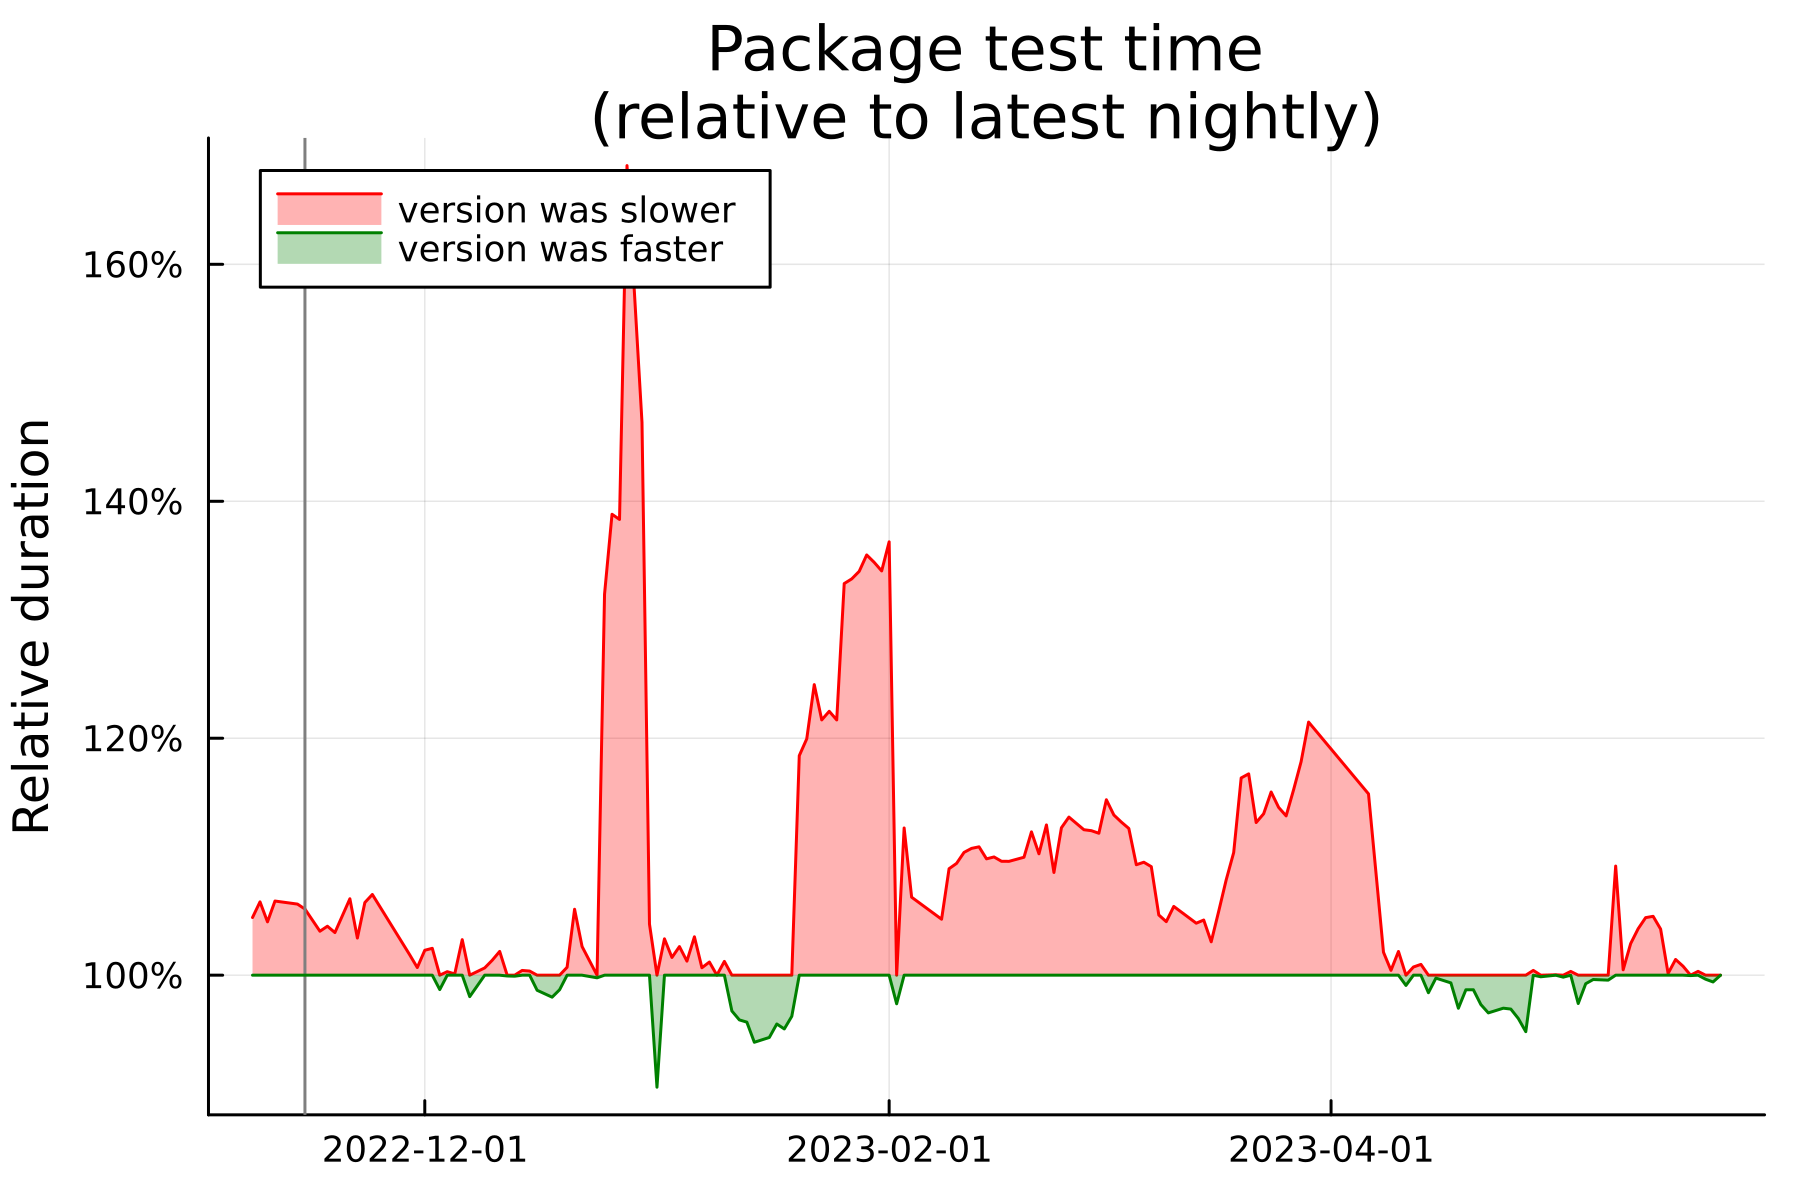 Package test time
(relative to latest nightly)
version was slower
version was faster
160%
140%
120%
100%
Relative duration
2022-12-01
2023-02-01
2023-04-01